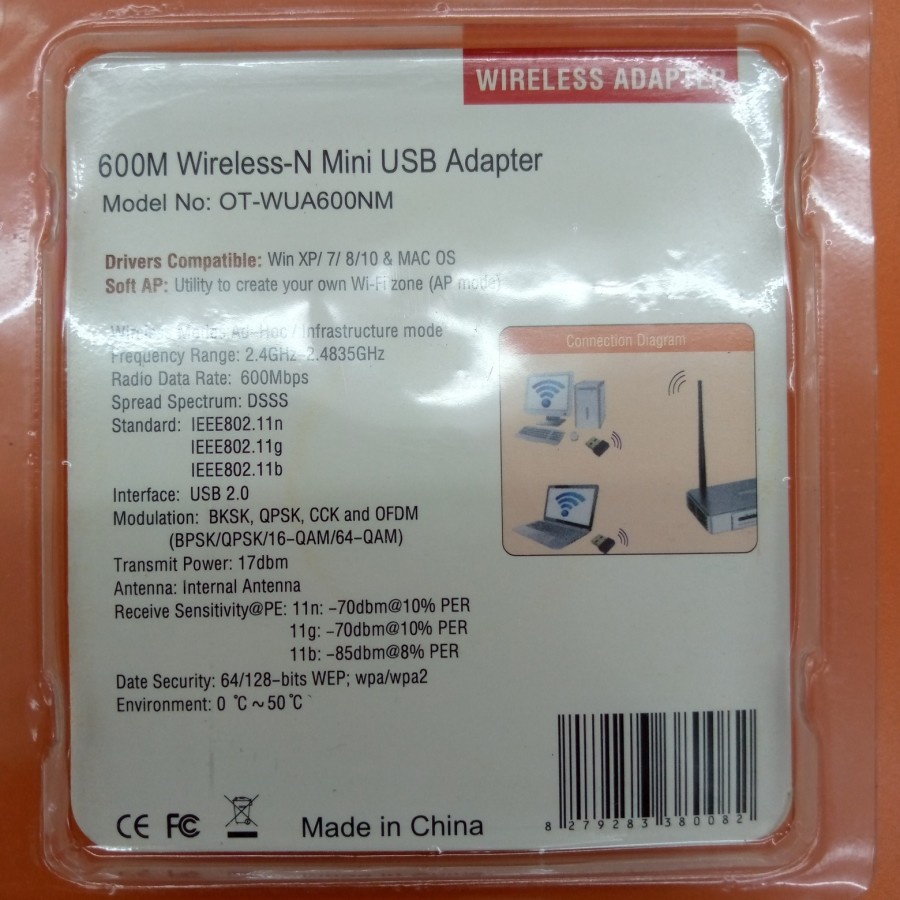 WIRELESS ADAPTER
600M Wireless-N Mini USB Adapter
Model No: OT-WUA600NM
Drivers Compatible: Win XP/ 7/ 8/10 & MAC OS
Soft AP: Utility to create your own Wi-Fi zone (AP mode)
Wireless Modes Ad-Hoc / Infrastructure mode
Frequency Range: 2.4GHz-2.4835GHz
Radio Data Rate: 600Mbps
Spread Spectrum: DSSS
Standard: IEEE802.11n
IEEE802.11g
IEEE802.11b
Interface: USB 2.0
Modulation: BKSK, QPSK, CCK and OFDM
(BPSK/QPSK/16-QAM/64-QAM)
Transmit Power: 17dbm
Antenna: Internal Antenna
Receive Sensitivity@PE: 11n: -70dbm@10% PER
11g: -70dbm@10% PER
11b: -85dbm@8% PER
Date Security: 64/128-bits WEP; wpa/wpa2
Environment: 0 ℃ ~ 50 ℃
Connection Diagram
CE FC
Made in China
8 279283 380082